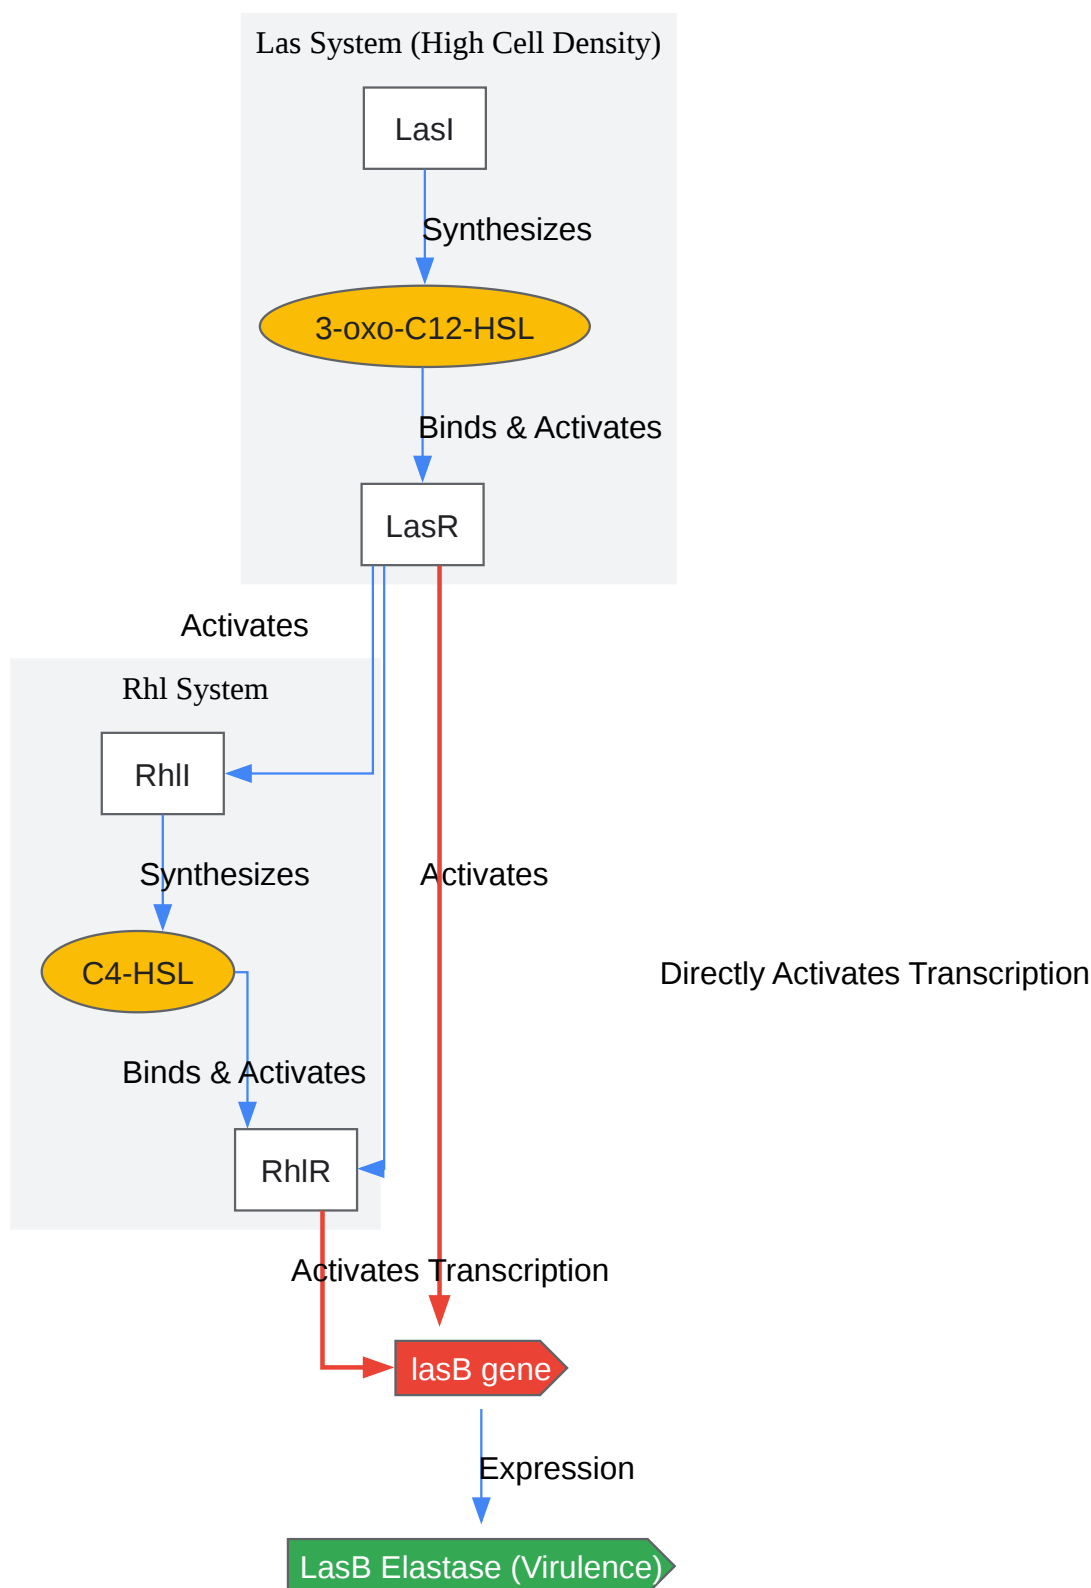 Las System (High Cell Density)
LasI
Synthesizes
3-oxo-C12-HSL
Binds & Activates
LasR
Activates
Rhl System
RhlI
Synthesizes
Activates
C4-HSL
Directly Activates Transcription
Binds & Activates
RhlR
Activates Transcription
lasB gene
Expression
LasB Elastase (Virulence)